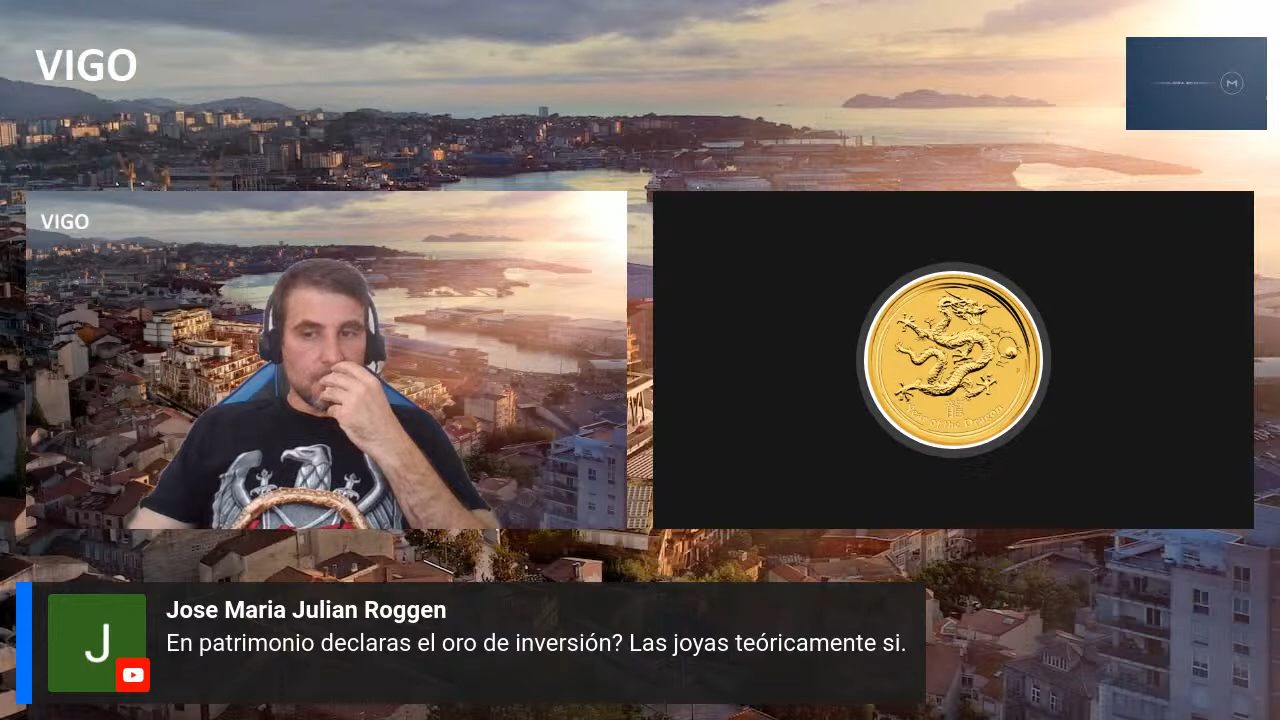 VIGO
VIGO
龍
Year of the Dragon
Jose Maria Julian Roggen
En patrimonio declaras el oro de inversión? Las joyas teóricamente si.
J